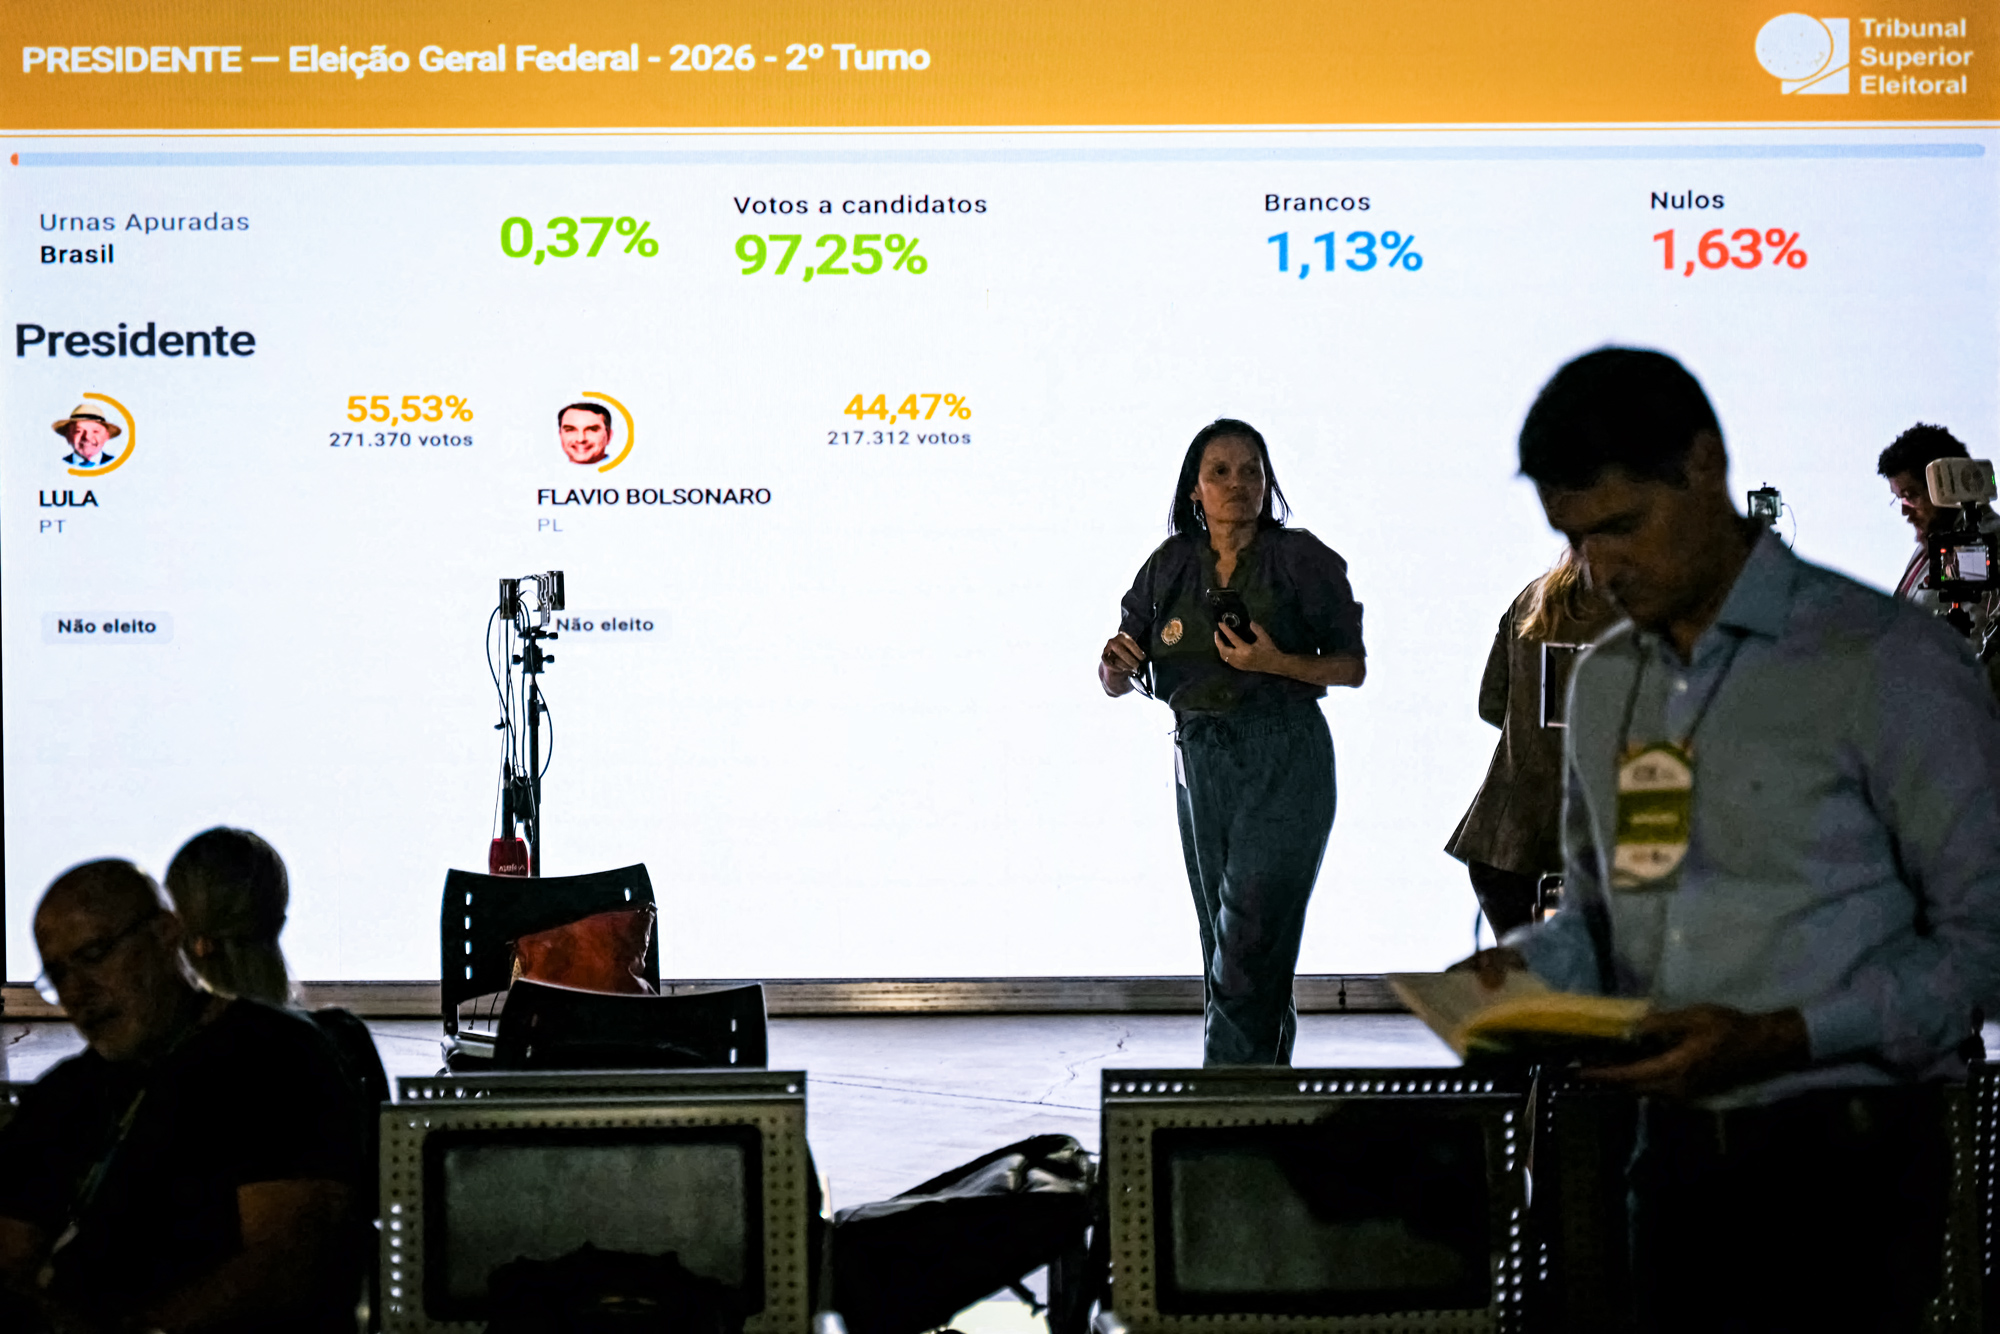 PRESIDENTE — Eleição Geral Federal - 2026 - 2º Turno
Tribunal
Superior
Eleitoral
Urnas Apuradas
Brasil
0,37%
Votos a candidatos
97,25%
Brancos
1,13%
Nulos
1,63%
Presidente
55,53%
271.370 votos
LULA
PT
Não eleito
44,47%
217.312 votos
FLAVIO BOLSONARO
PL
Não eleito